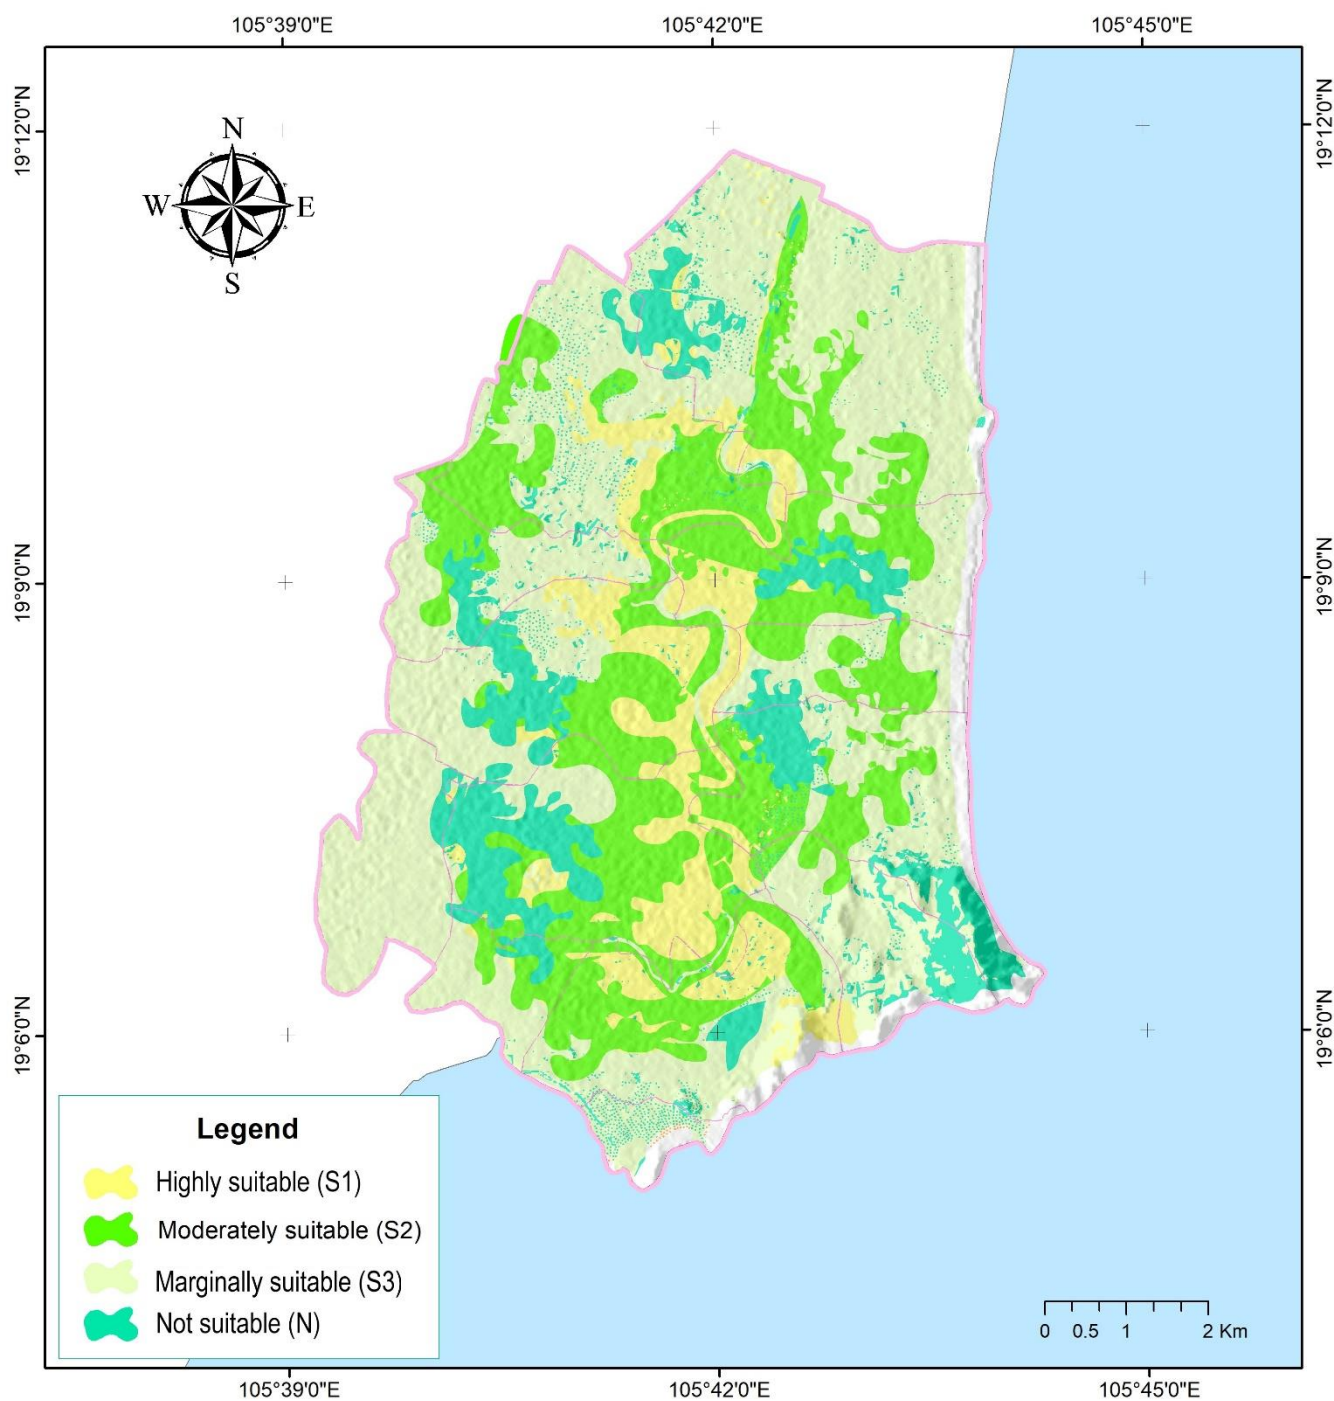 105°39'0"E 105°42'0"E 105°45'0"E
19°12'0"N 19°12'0"N
N
W E
S
19°9'0"N 19°9'0"N
19°6'0"N 19°6'0"N
Legend
Highly suitable (S1)
Moderately suitable (S2)
Marginally suitable (S3)
Not suitable (N)
0 0.5 1 2 Km
105°39'0"E 105°42'0"E 105°45'0"E